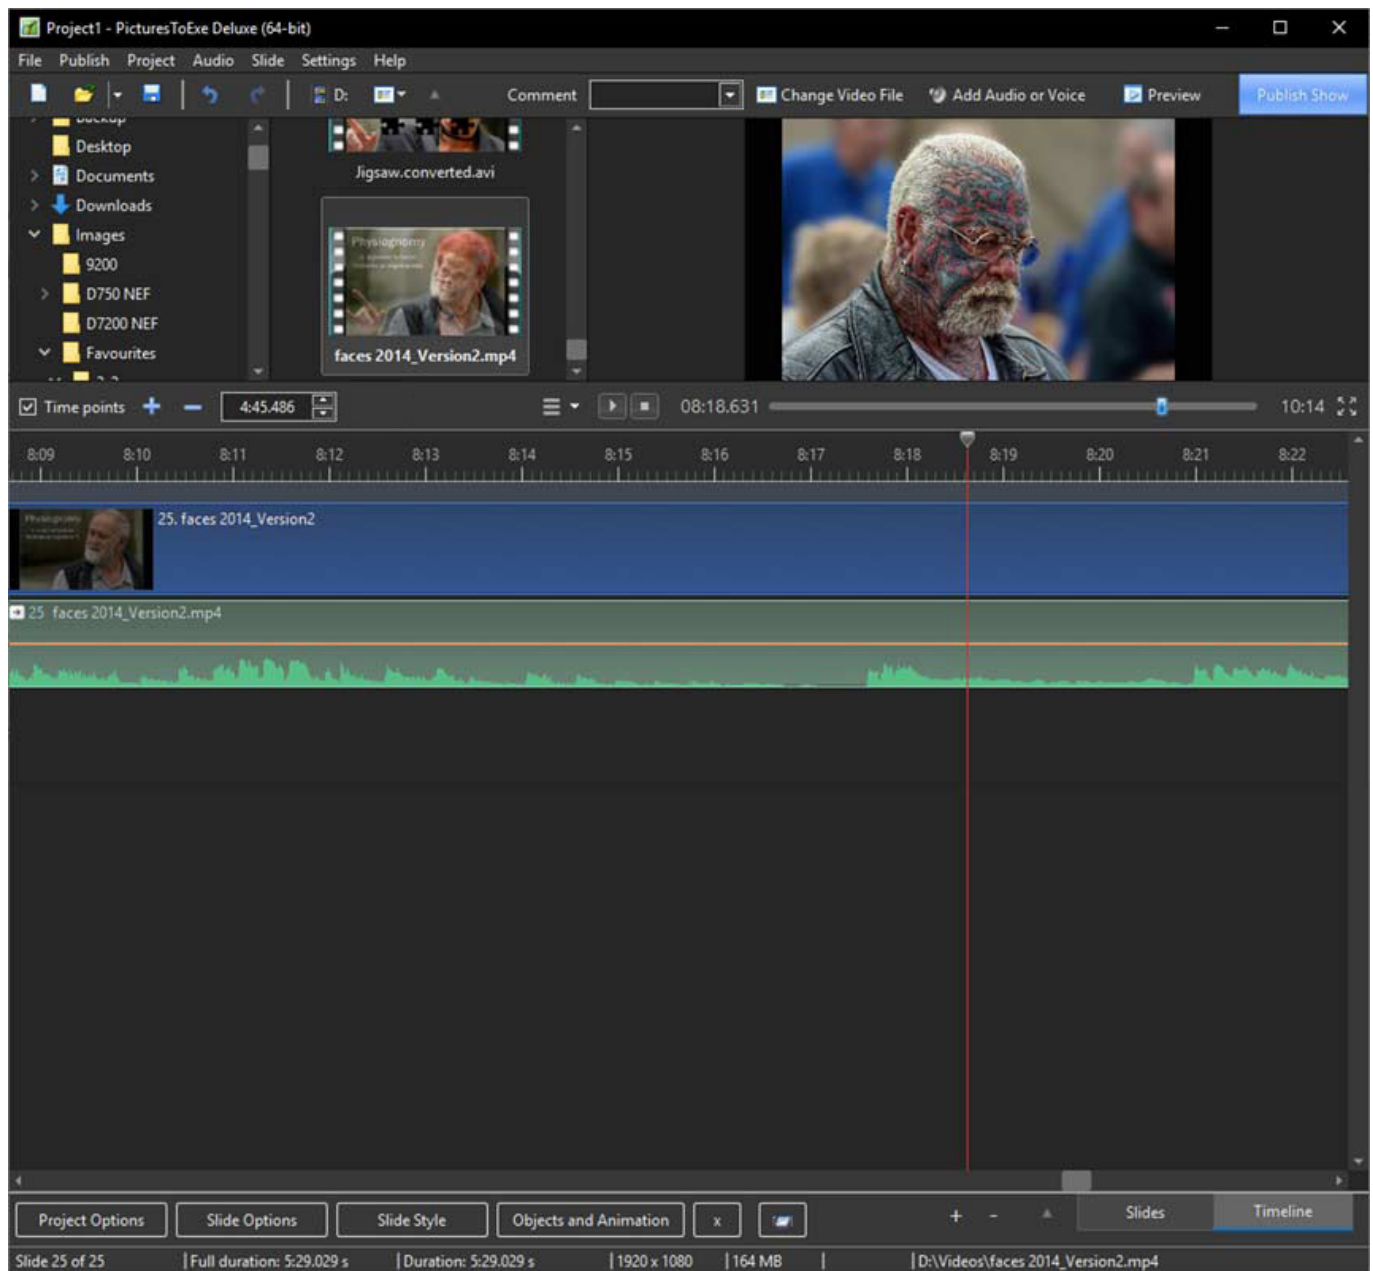 Project1 - PicturesToExe Deluxe (64-bit)
File Publish Project Audio Slide Settings Help
D: Comment Change Video File Add Audio or Voice Preview Publish Show
Backup
Desktop
Documents
Downloads
Images
9200
D750 NEF
D7200 NEF
Favourites
Jigsaw.converted.avi
Physiognomy
faces 2014_Version2.mp4
Time points 4:45.486 08:18.631 10:14
8:09 8:10 8:11 8:12 8:13 8:14 8:15 8:16 8:17 8:18 8:19 8:20 8:21 8:22
Physiognomy
25. faces 2014_Version2
25 faces 2014_Version2.mp4
Project Options Slide Options Slide Style Objects and Animation x + - Slides Timeline
Slide 25 of 25 Full duration: 5:29.029 s Duration: 5:29.029 s 1920 x 1080 164 MB D:\Videos\faces 2014_Version2.mp4